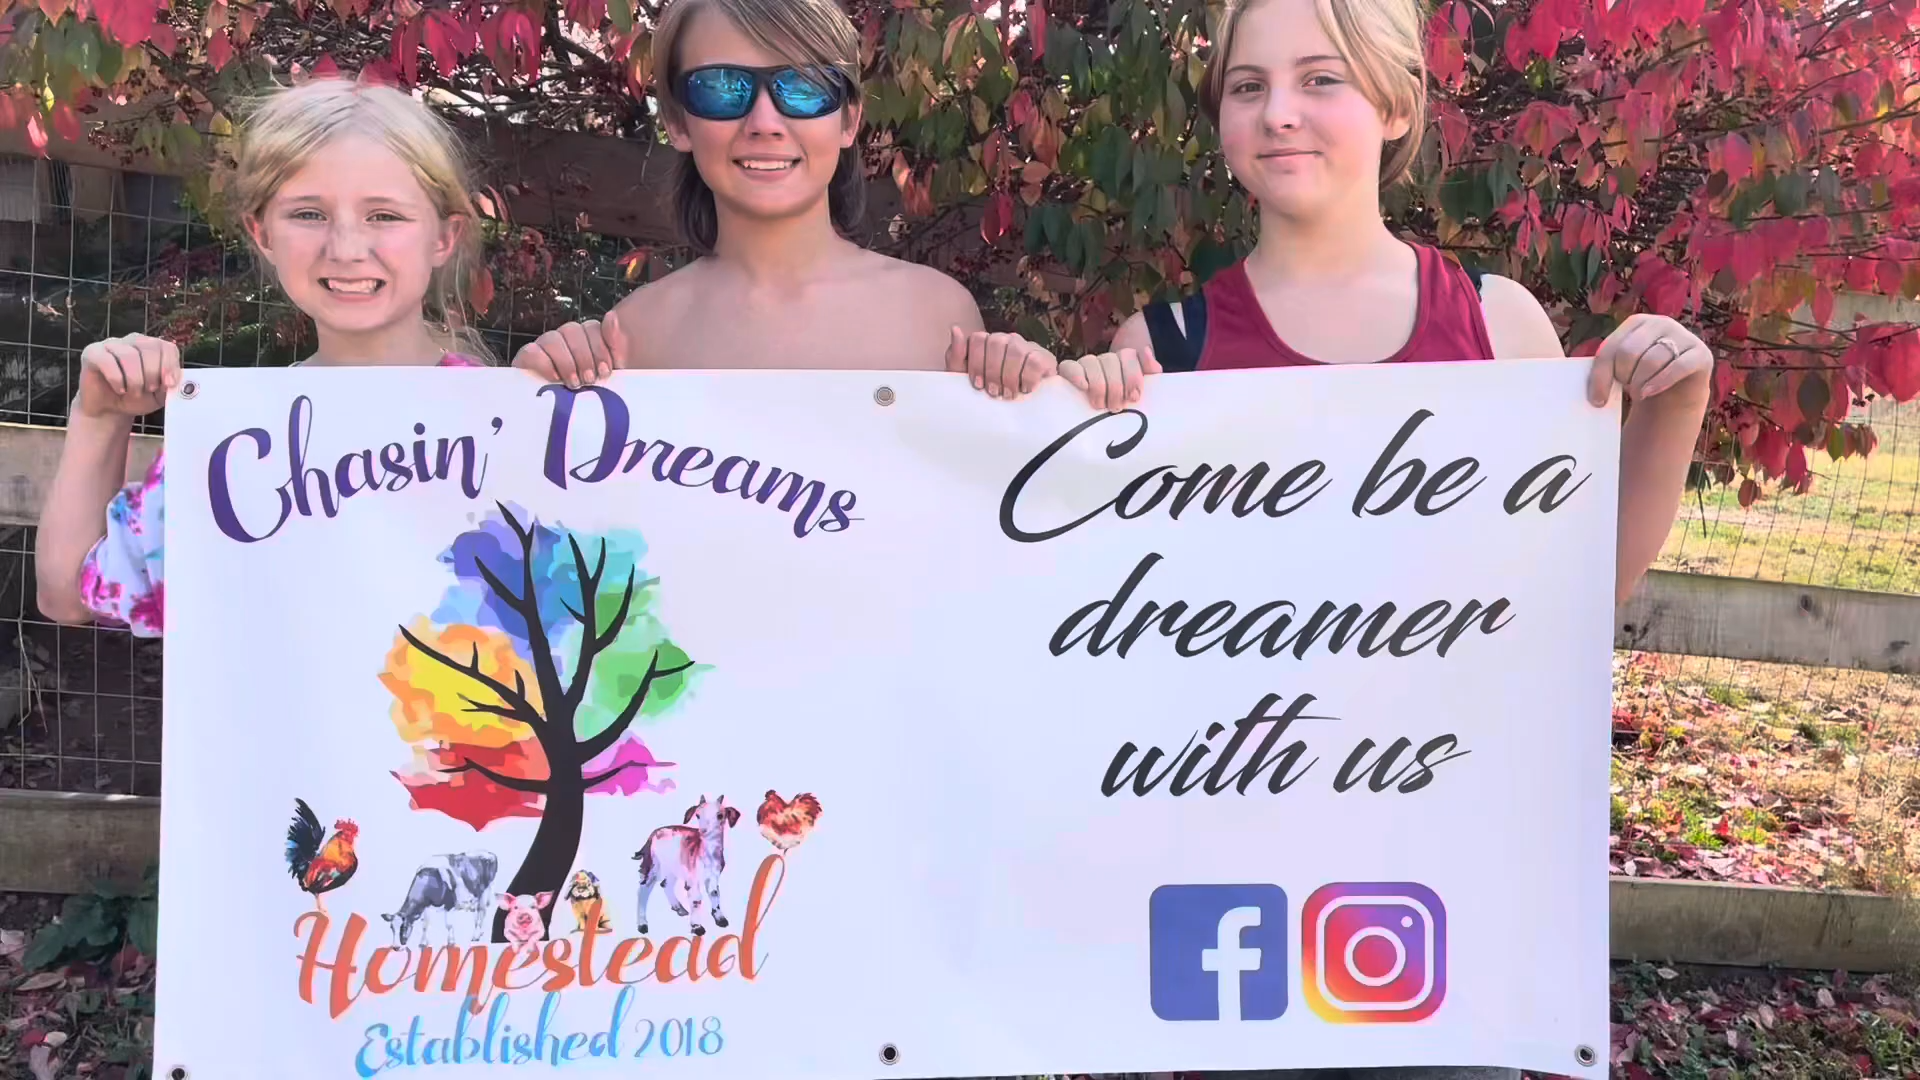 Chasin' Dreams
Homestead
Established 2018
Come be a
dreamer
with us
f